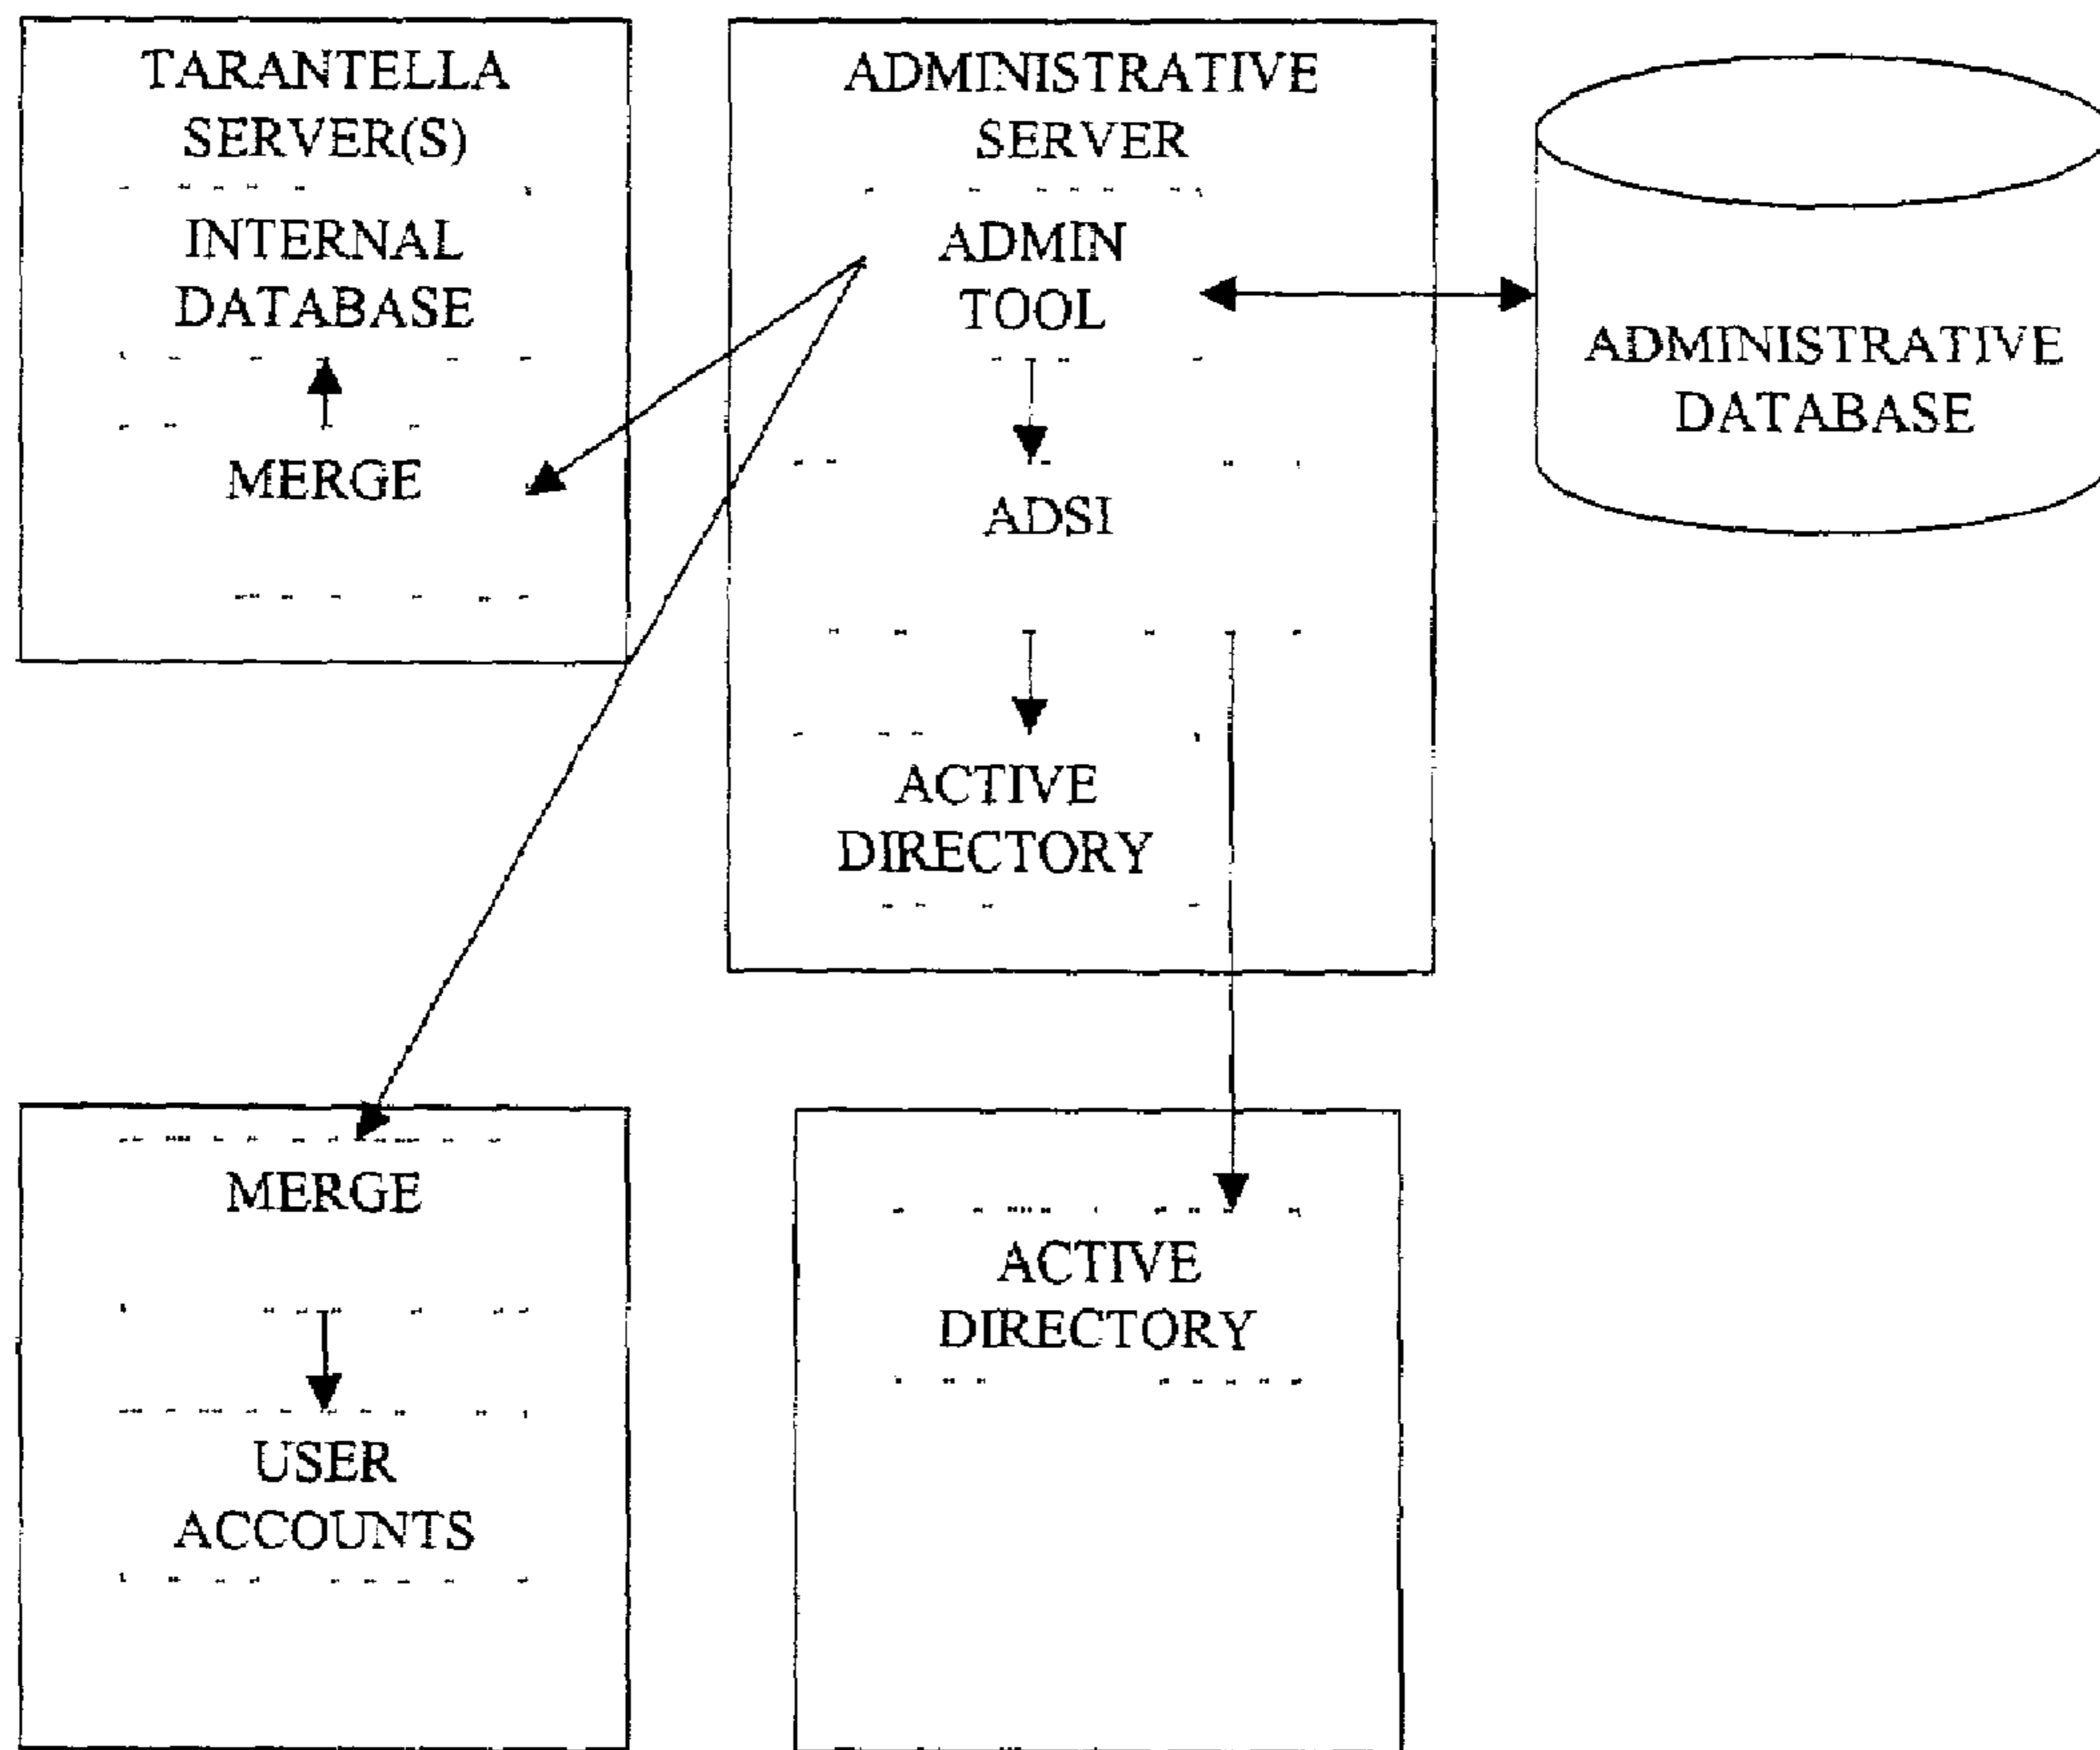 TARANTELLA
SERVER(S)
INTERNAL
DATABASE
MERGE
ADMINISTRATIVE
SERVER
ADMIN
TOOL
ADSI
ACTIVE
DIRECTORY
ADMINISTRATIVE
DATABASE
MERGE
USER
ACCOUNTS
ACTIVE
DIRECTORY